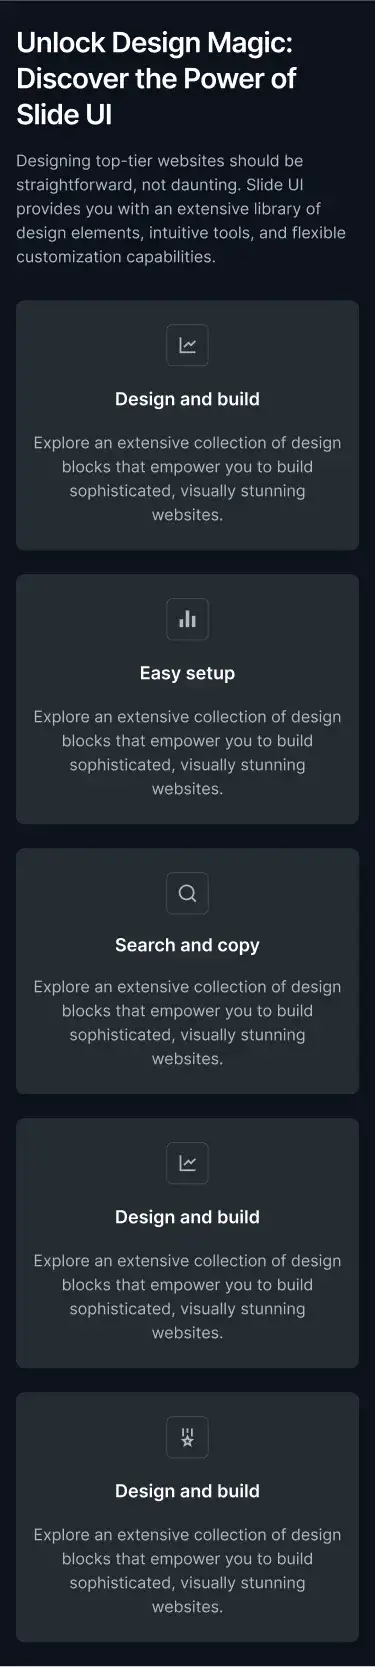 Unlock Design Magic:
Discover the Power of
Slide UI
Designing top-tier websites should be
straightforward, not daunting. Slide UI
provides you with an extensive library of
design elements, intuitive tools, and flexible
customization capabilities.
Design and build
Explore an extensive collection of design
blocks that empower you to build
sophisticated, visually stunning
websites.
Easy setup
Explore an extensive collection of design
blocks that empower you to build
sophisticated, visually stunning
websites.
Search and copy
Explore an extensive collection of design
blocks that empower you to build
sophisticated, visually stunning
websites.
Design and build
Explore an extensive collection of design
blocks that empower you to build
sophisticated, visually stunning
websites.
Design and build
Explore an extensive collection of design
blocks that empower you to build
sophisticated, visually stunning
websites.